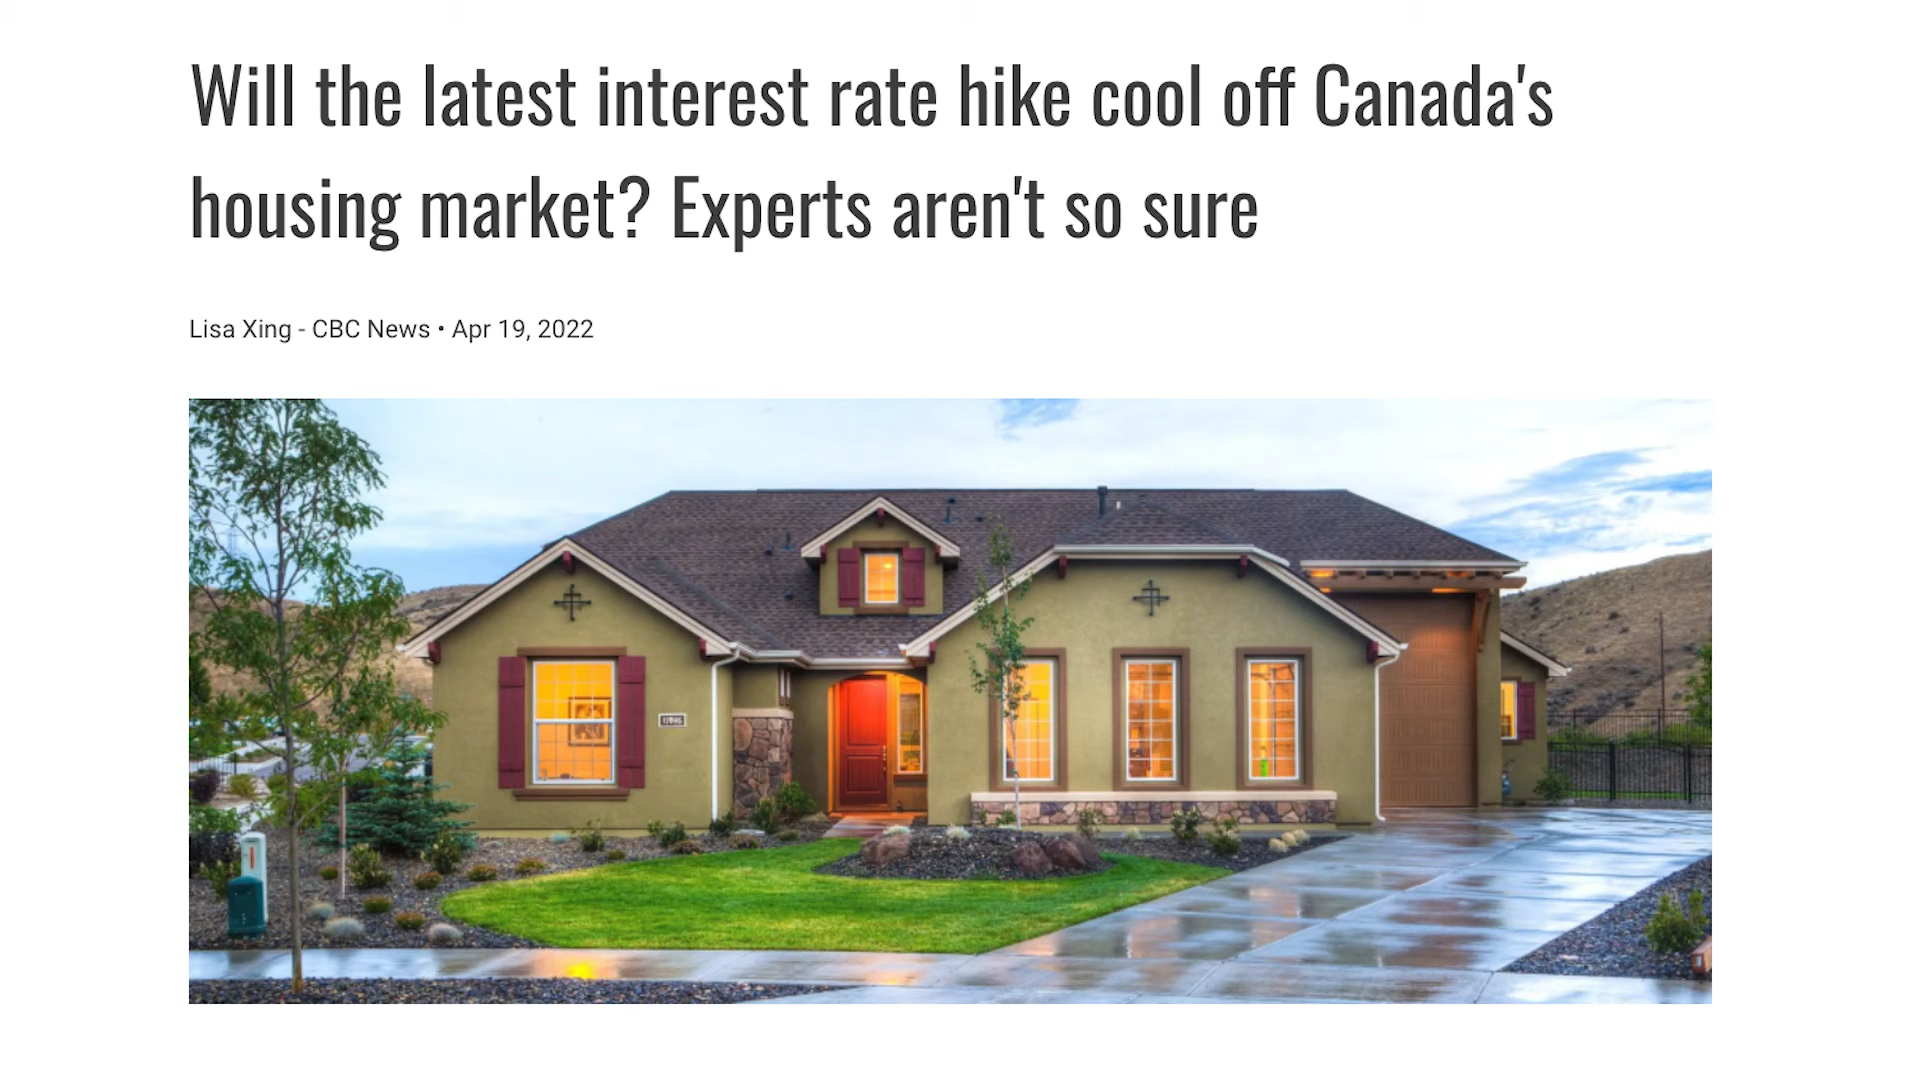 Will the latest interest rate hike cool off Canada's
housing market? Experts aren't so sure
Lisa Xing - CBC News • Apr 19, 2022